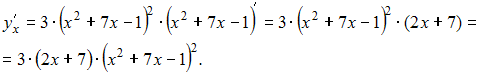 y′ₓ = 3·(x² + 7x − 1)²·(x² + 7x − 1)′ = 3·(x² + 7x − 1)²·(2x + 7) =
= 3·(2x + 7)·(x² + 7x − 1)².